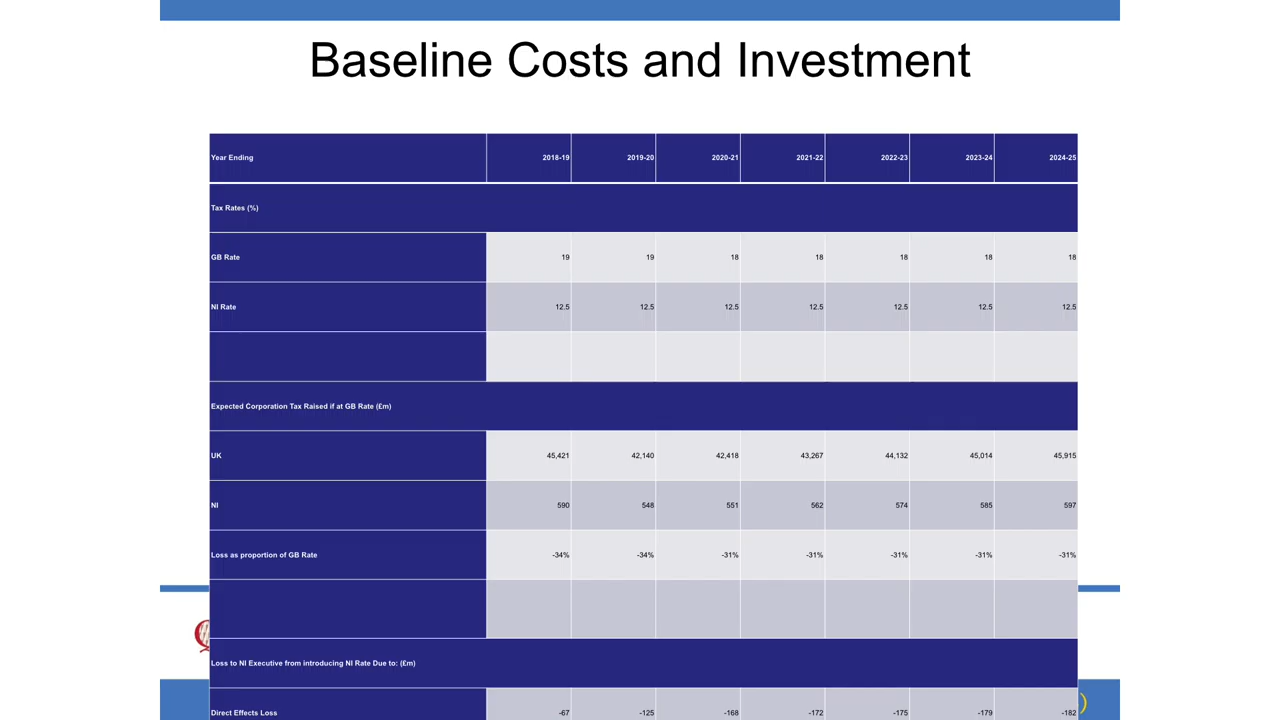 Baseline Costs and Investment
Year Ending 2018-19 2019-20 2020-21 2021-22 2022-23 2023-24 2024-25
Tax Rates (%)
GB Rate 19 19 18 18 18 18 18
NI Rate 12.5 12.5 12.5 12.5 12.5 12.5 12.5
Expected Corporation Tax Raised if at GB Rate (£m)
UK 45,421 42,140 42,418 43,267 44,132 45,014 45,915
NI 590 548 551 562 574 585 597
Loss as proportion of GB Rate -34% -34% -31% -31% -31% -31% -31%
Loss to NI Executive from introducing NI Rate Due to: (£m)
Direct Effects Loss -67 -125 -168 -172 -175 -179 -182
)